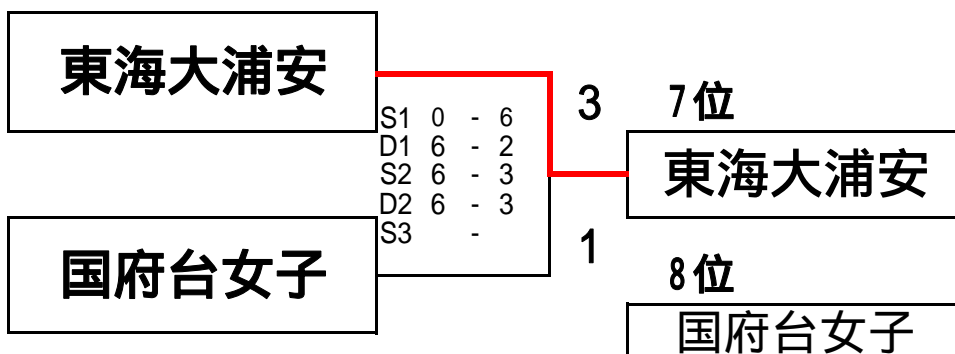 東海大浦安
S1 0 - 6
D1 6 - 2
S2 6 - 3
D2 6 - 3
S3 -
国府台女子
3
1
7位
東海大浦安
8位
国府台女子